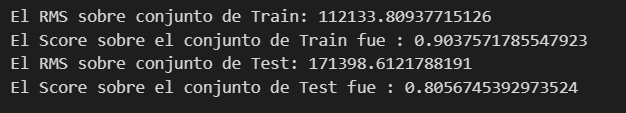 El RMS sobre conjunto de Train: 112133.80937715126
El Score sobre el conjunto de Train fue : 0.9037571785547923
El RMS sobre conjunto de Test: 171398.6121788191
El Score sobre el conjunto de Test fue : 0.8056745392973524